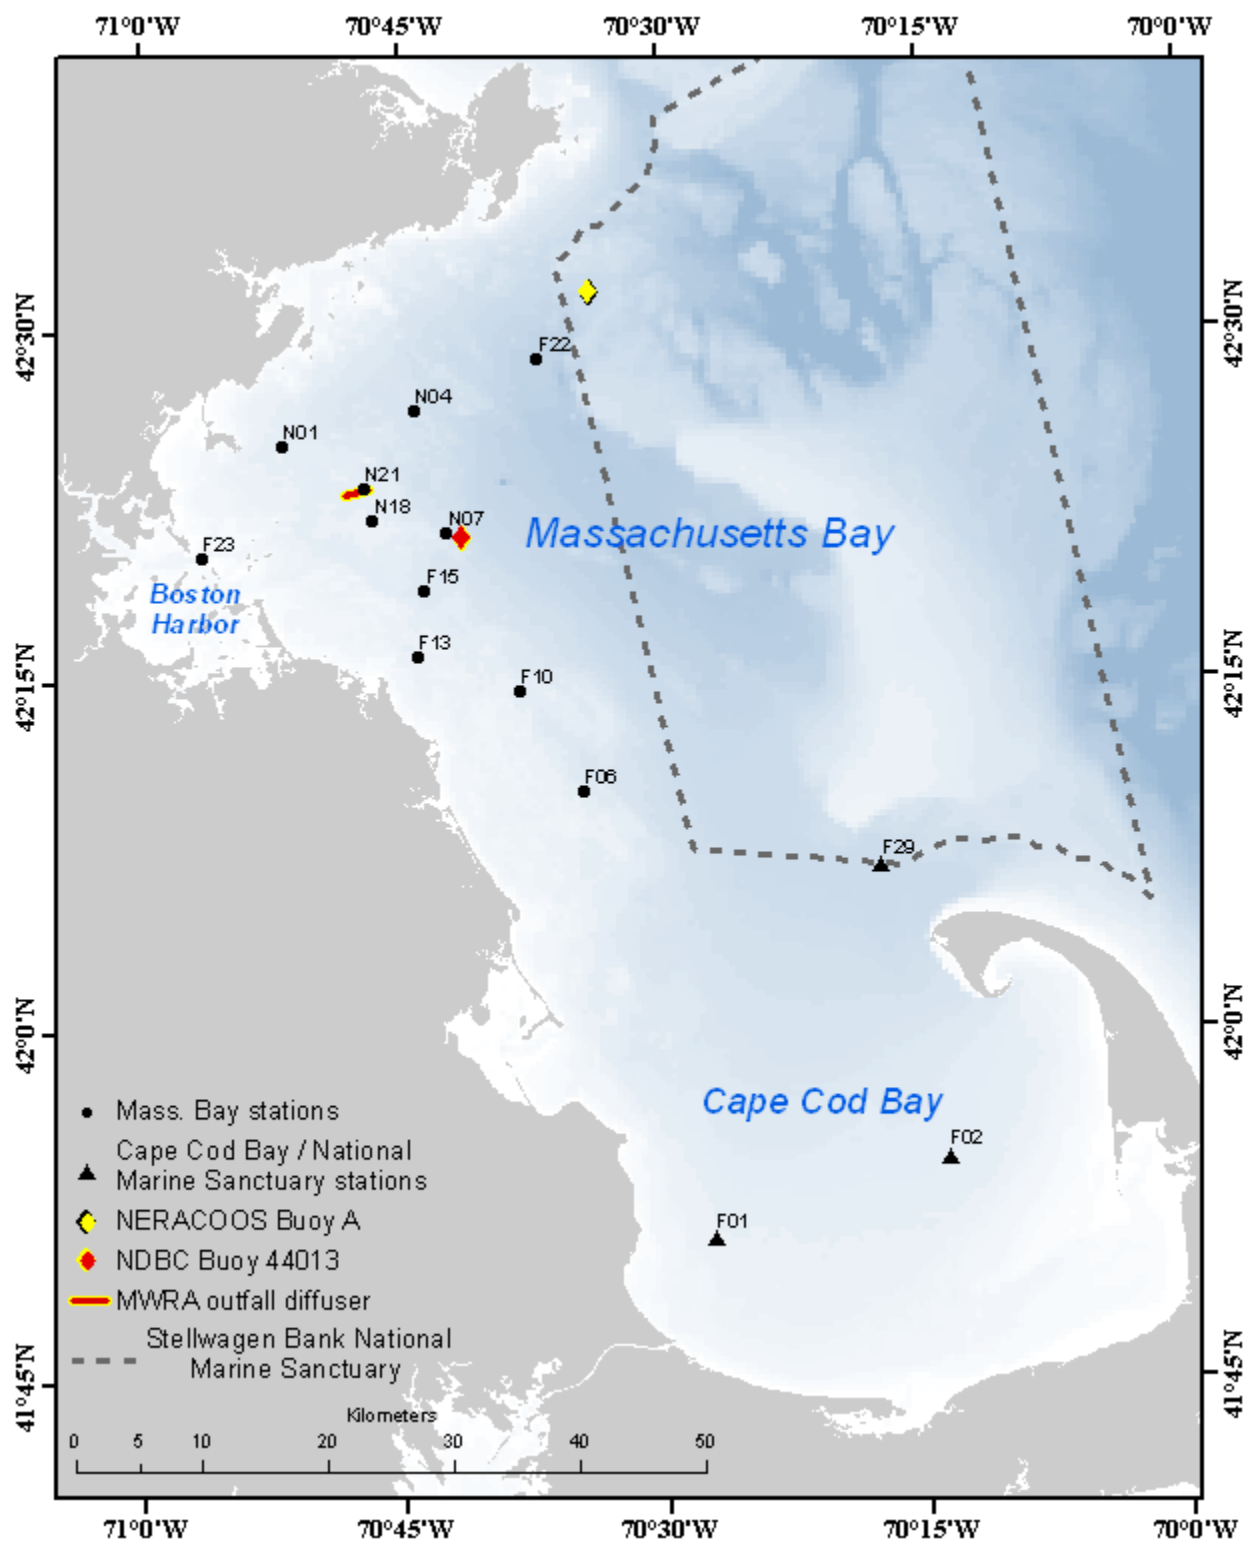 71°0'W 70°45'W 70°30'W 70°15'W 70°0'W
42°30'N
42°30'N
F22
N04
N01
N21
N18
N07
Massachusetts Bay
F23
F15
Boston
Harbor
F13
42°15'N
42°15'N
F10
F06
F29
42°0'N
42°0'N
Cape Cod Bay
Mass. Bay stations
F02
Cape Cod Bay / National
Marine Sanctuary stations
F01
NERACOOS Buoy A
NDBC Buoy 44013
MWRA outfall diffuser
Stellwagen Bank National
Marine Sanctuary
41°45'N
41°45'N
Kilometers
0 5 10 20 30 40 50
71°0'W 70°45'W 70°30'W 70°15'W 70°0'W